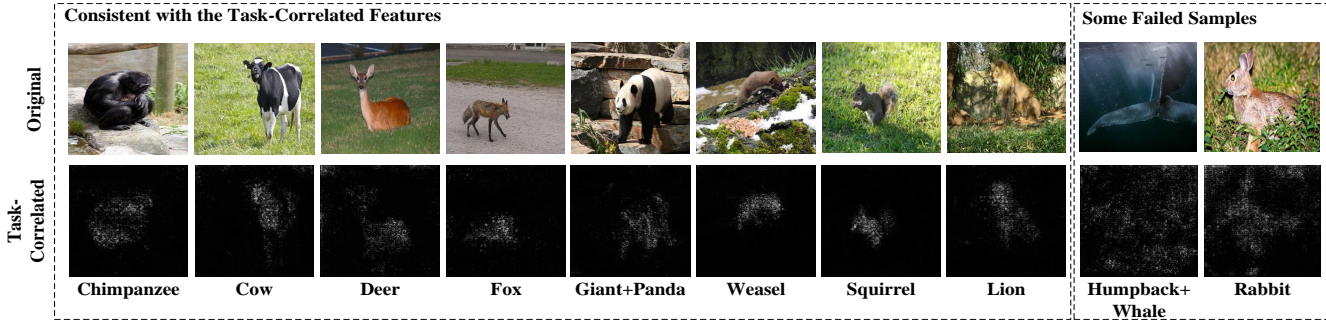 Consistent with the Task-Correlated Features
Some Failed Samples
Original
Task-
Correlated
Chimpanzee
Cow
Deer
Fox
Giant+Panda
Weasel
Squirrel
Lion
Humpback+
Whale
Rabbit